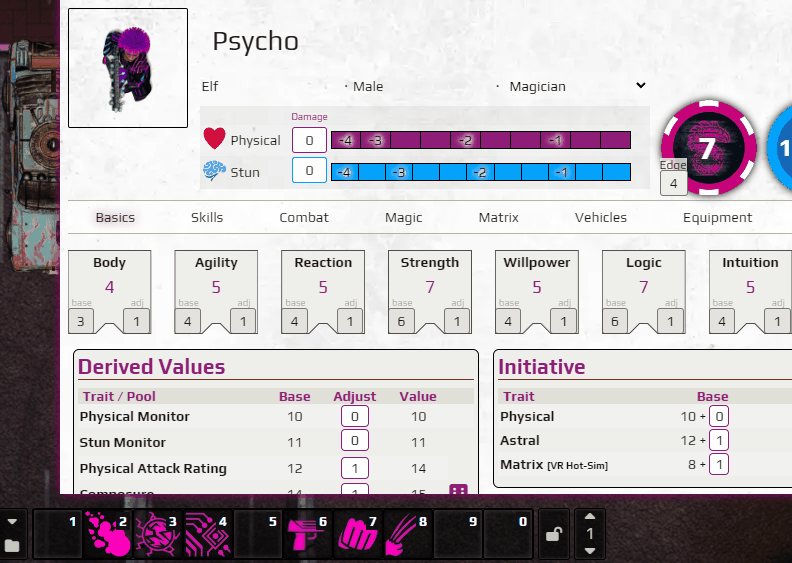 Psycho
Elf · Male · Magician
Damage
Physical 0 -4 -3 -2 -1
Stun 0 -4 -3 -2 -1
7
Edge
4
1
Basics Skills Combat Magic Matrix Vehicles Equipment
Body Agility Reaction Strength Willpower Logic Intuition
4 5 5 7 5 7 5
base adj base adj base adj base adj base adj base adj base adj
3 1 4 1 4 1 6 1 4 1 6 1 4 1
Derived Values
Trait / Pool Base Adjust Value
Physical Monitor 10 0 10
Stun Monitor 11 0 11
Physical Attack Rating 12 1 14
Composure 14 1 15
Initiative
Trait Base
Physical 10 + 0
Astral 12 + 1
Matrix [VR Hot-Sim] 8 + 1
1 2 3 4 5 6 7 8 9 0
1